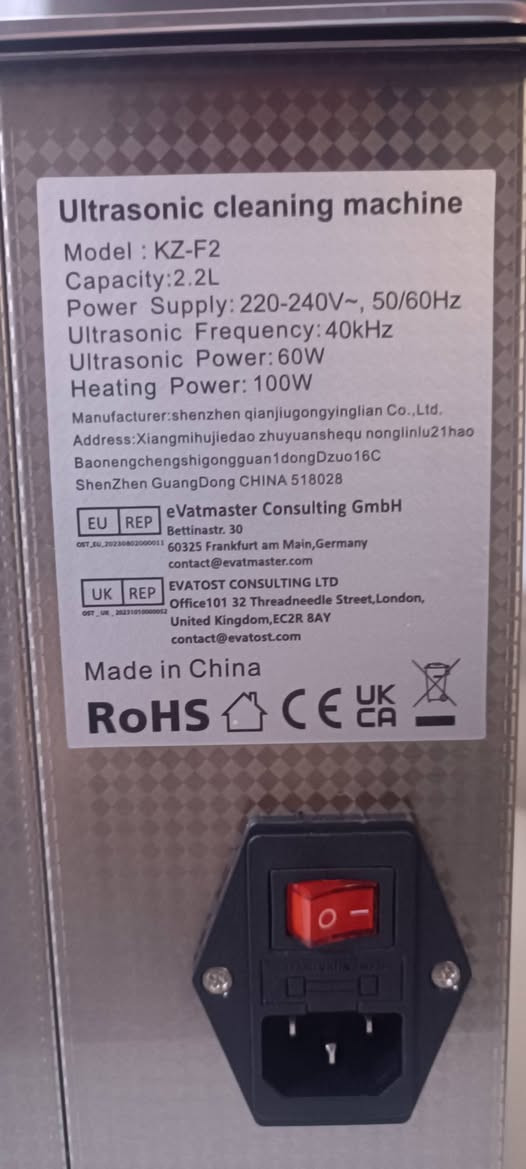 Ultrasonic cleaning machine
Model : KZ-F2
Capacity:2.2L
Power Supply: 220-240V~, 50/60Hz
Ultrasonic Frequency: 40kHz
Ultrasonic Power: 60W
Heating Power: 100W
Manufacturer:shenzhen qianjiugongyinglian Co.,Ltd.
Address:Xiangmihujiedao zhuyuanshequ nonglinlu21hao
Baonengchengshigongguan1dongDzuo16C
ShenZhen GuangDong CHINA 518028
EU REP
OST_EU_20230802000011
eVatmaster Consulting GmbH
Bettinastr. 30
60325 Frankfurt am Main,Germany
contact@evatmaster.com
UK REP
OST_UK_20231010000052
EVATOST CONSULTING LTD
Office101 32 Threadneedle Street,London,
United Kingdom,EC2R 8AY
contact@evatost.com
Made in China
RoHS CE UK
CA
O I